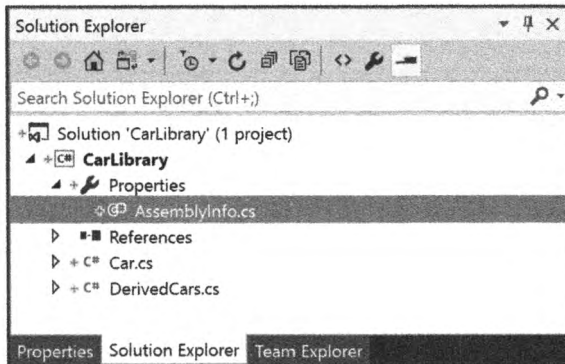 Solution Explorer
Search Solution Explorer (Ctrl+;)
Solution 'CarLibrary' (1 project)
C# CarLibrary
Properties
AssemblyInfo.cs
References
C# Car.cs
C# DerivedCars.cs
Properties Solution Explorer Team Explorer